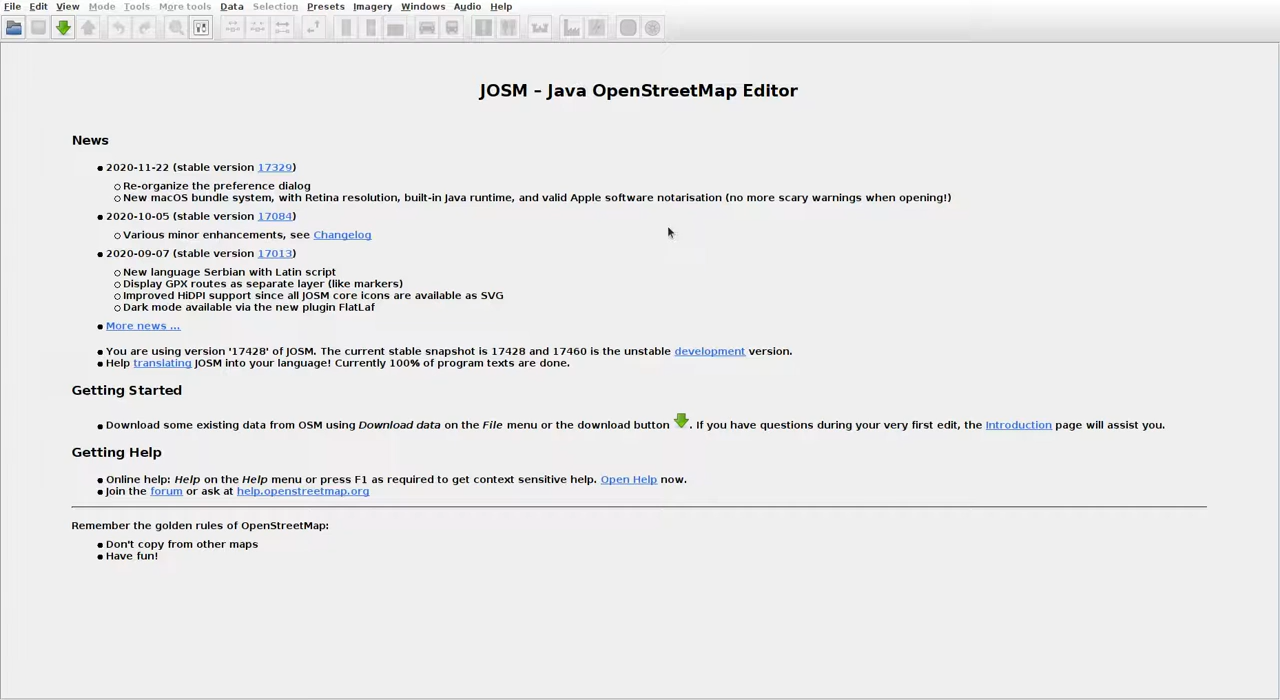 File Edit View Mode Tools More tools Data Selection Presets Imagery Windows Audio Help
JOSM – Java OpenStreetMap Editor
News
2020-11-22 (stable version 17329)
Re-organize the preference dialog
New macOS bundle system, with Retina resolution, built-in Java runtime, and valid Apple software notarisation (no more scary warnings when opening!)
2020-10-05 (stable version 17084)
Various minor enhancements, see Changelog
2020-09-07 (stable version 17013)
New language Serbian with Latin script
Display GPX routes as separate layer (like markers)
Improved HiDPI support since all JOSM core icons are available as SVG
Dark mode available via the new plugin FlatLaf
More news ...
You are using version '17428' of JOSM. The current stable snapshot is 17428 and 17460 is the unstable development version.
Help translating JOSM into your language! Currently 100% of program texts are done.
Getting Started
Download some existing data from OSM using Download data on the File menu or the download button . If you have questions during your very first edit, the Introduction page will assist you.
Getting Help
Online help: Help on the Help menu or press F1 as required to get context sensitive help. Open Help now.
Join the forum or ask at help.openstreetmap.org
Remember the golden rules of OpenStreetMap:
Don't copy from other maps
Have fun!